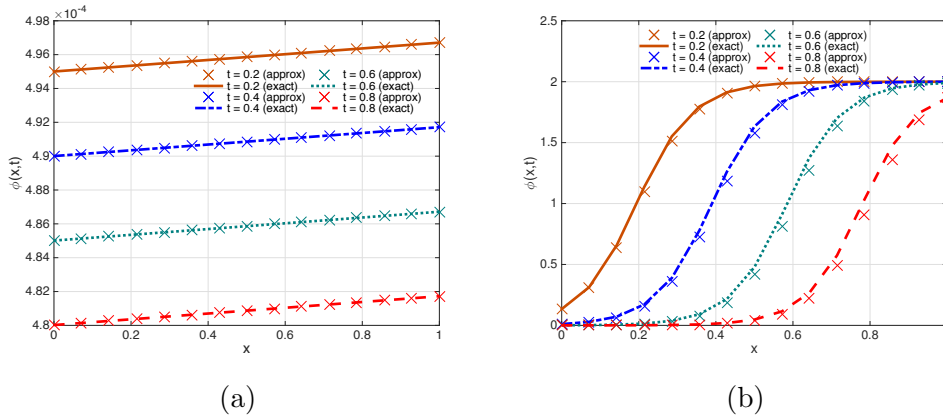 ×10⁻⁴
4.98
4.96
4.94
4.92
4.9
4.88
4.86
4.84
4.82
4.8
ϕ(x,t)
t = 0.2 (approx)
t = 0.2 (exact)
t = 0.4 (approx)
t = 0.4 (exact)
t = 0.6 (approx)
t = 0.6 (exact)
t = 0.8 (approx)
t = 0.8 (exact)
0 0.2 0.4 0.6 0.8 1
x
(a)
2.5
2
1.5
1
0.5
0
ϕ(x,t)
t = 0.2 (approx)
t = 0.2 (exact)
t = 0.4 (approx)
t = 0.4 (exact)
t = 0.6 (approx)
t = 0.6 (exact)
t = 0.8 (approx)
t = 0.8 (exact)
0 0.2 0.4 0.6 0.8
x
(b)